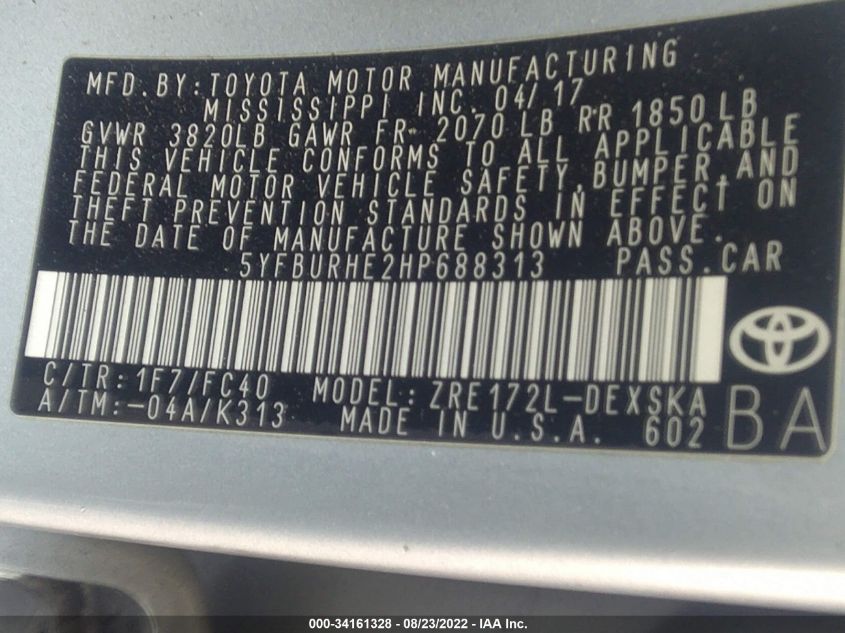 MFD.BY:TOYOTA MOTOR MANUFACTURING
MISSISSIPPI INC. 04/17
GVWR 3820LB GAWR FR 2070 LB RR 1850LB
THIS VEHICLE CONFORMS TO ALL APPLICABLE
FEDERAL MOTOR VEHICLE SAFETY,BUMPER,AND
THEFT PREVENTION STANDARDS IN EFFECT ON
THE DATE OF MANUFACTURE SHOWN ABOVE.
5YFBURHE2HP688313 PASS.CAR
C/TR:1F7/FC40 MODEL:ZRE172L-DEXSKA
A/TM:-04A/K313 MADE IN U.S.A. 602 BA
000-34161328 - 08/23/2022 - IAA Inc.